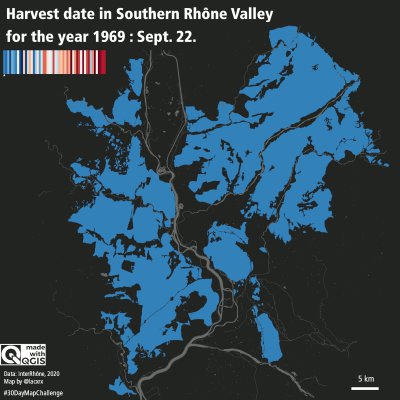 Harvest date in Southern Rhône Valley
for the year 1969 : Sept. 22.
made
with
QGIS
Data: InterRhône, 2020
Map by @lacxex
#30DayMapChallenge
5 km